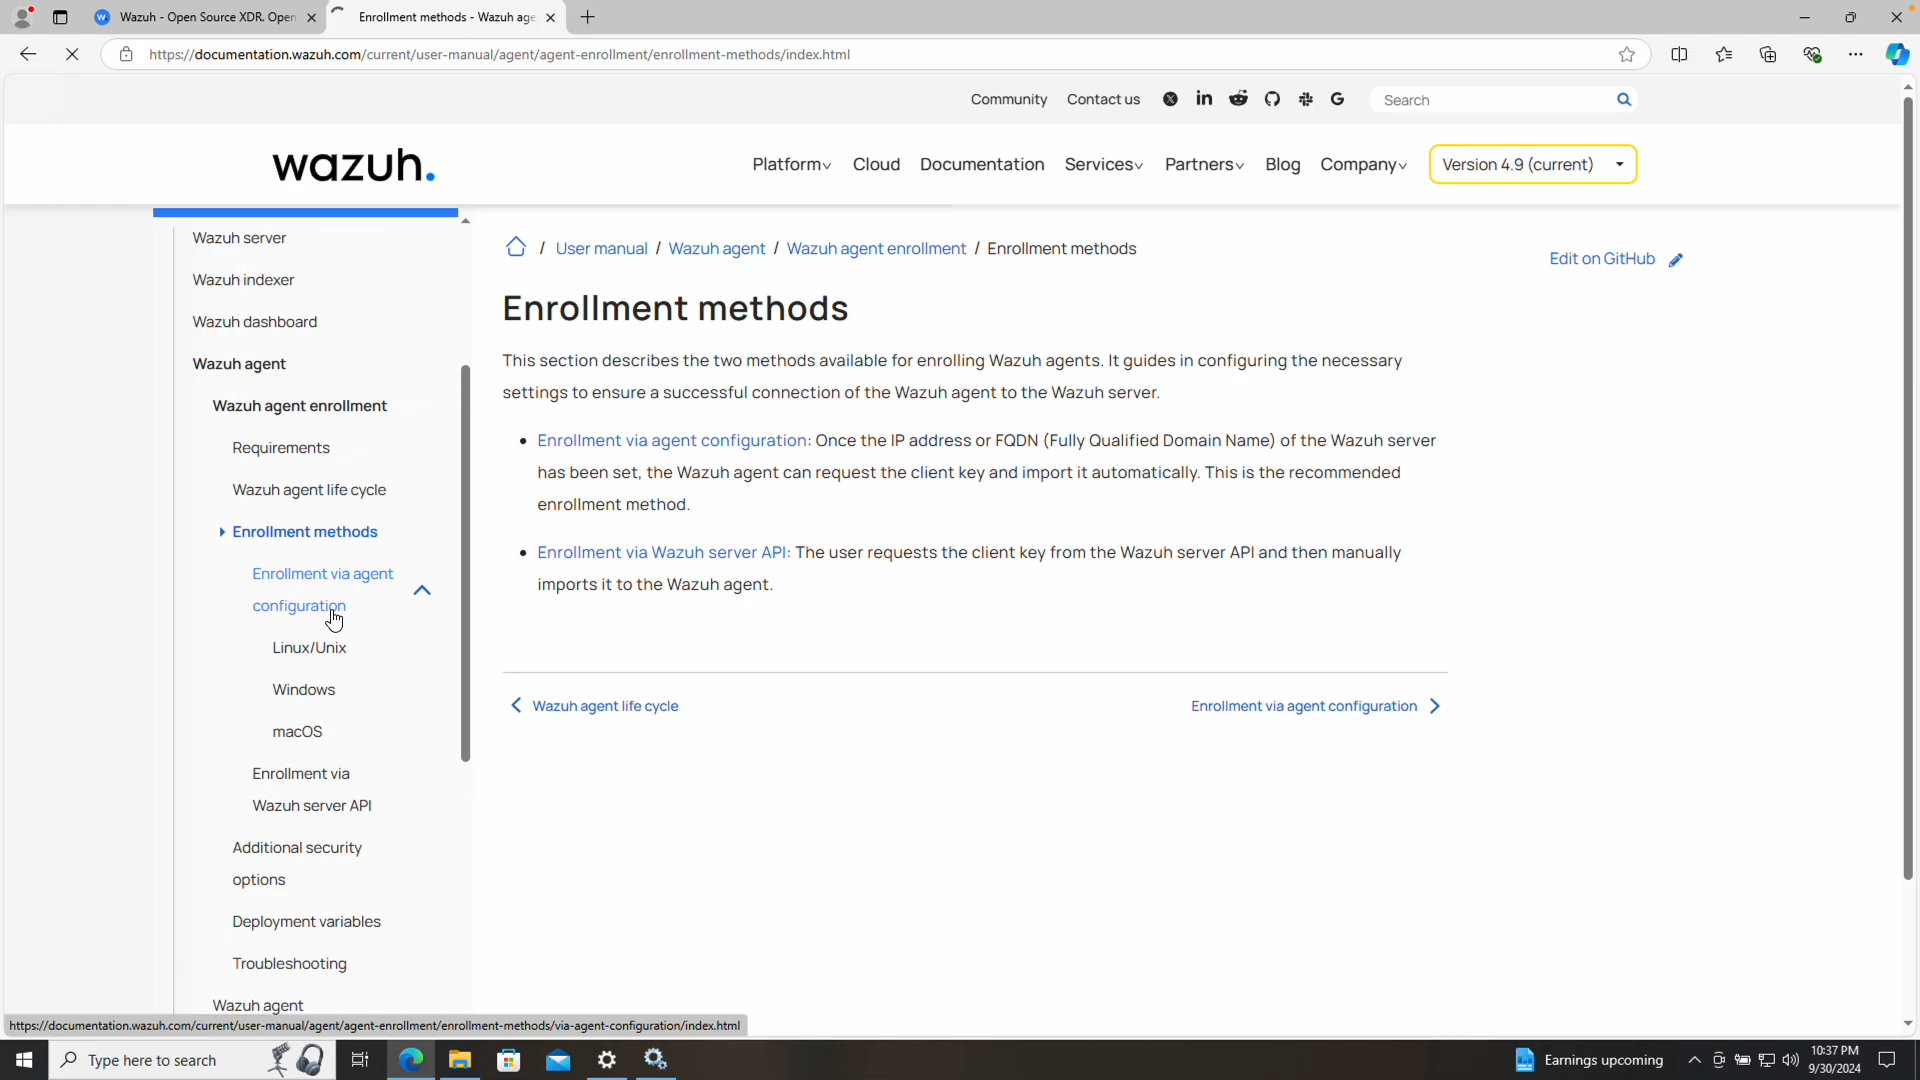 Wazuh - Open Source XDR. Open
Enrollment methods - Wazuh age
https://documentation.wazuh.com/current/user-manual/agent/agent-enrollment/enrollment-methods/index.html
Community
Contact us
Search
wazuh.
Platform
Cloud
Documentation
Services
Partners
Blog
Company
Version 4.9 (current)
Wazuh server
Wazuh indexer
Wazuh dashboard
Wazuh agent
Wazuh agent enrollment
Requirements
Wazuh agent life cycle
Enrollment methods
Enrollment via agent
configuration
Linux/Unix
Windows
macOS
Enrollment via
Wazuh server API
Additional security
options
Deployment variables
Troubleshooting
Wazuh agent
/ User manual / Wazuh agent / Wazuh agent enrollment / Enrollment methods
Edit on GitHub
Enrollment methods
This section describes the two methods available for enrolling Wazuh agents. It guides in configuring the necessary
settings to ensure a successful connection of the Wazuh agent to the Wazuh server.
• Enrollment via agent configuration: Once the IP address or FQDN (Fully Qualified Domain Name) of the Wazuh server
has been set, the Wazuh agent can request the client key and import it automatically. This is the recommended
enrollment method.
• Enrollment via Wazuh server API: The user requests the client key from the Wazuh server API and then manually
imports it to the Wazuh agent.
Wazuh agent life cycle
Enrollment via agent configuration
https://documentation.wazuh.com/current/user-manual/agent/agent-enrollment/enrollment-methods/via-agent-configuration/index.html
Type here to search
Earnings upcoming
10:37 PM
9/30/2024